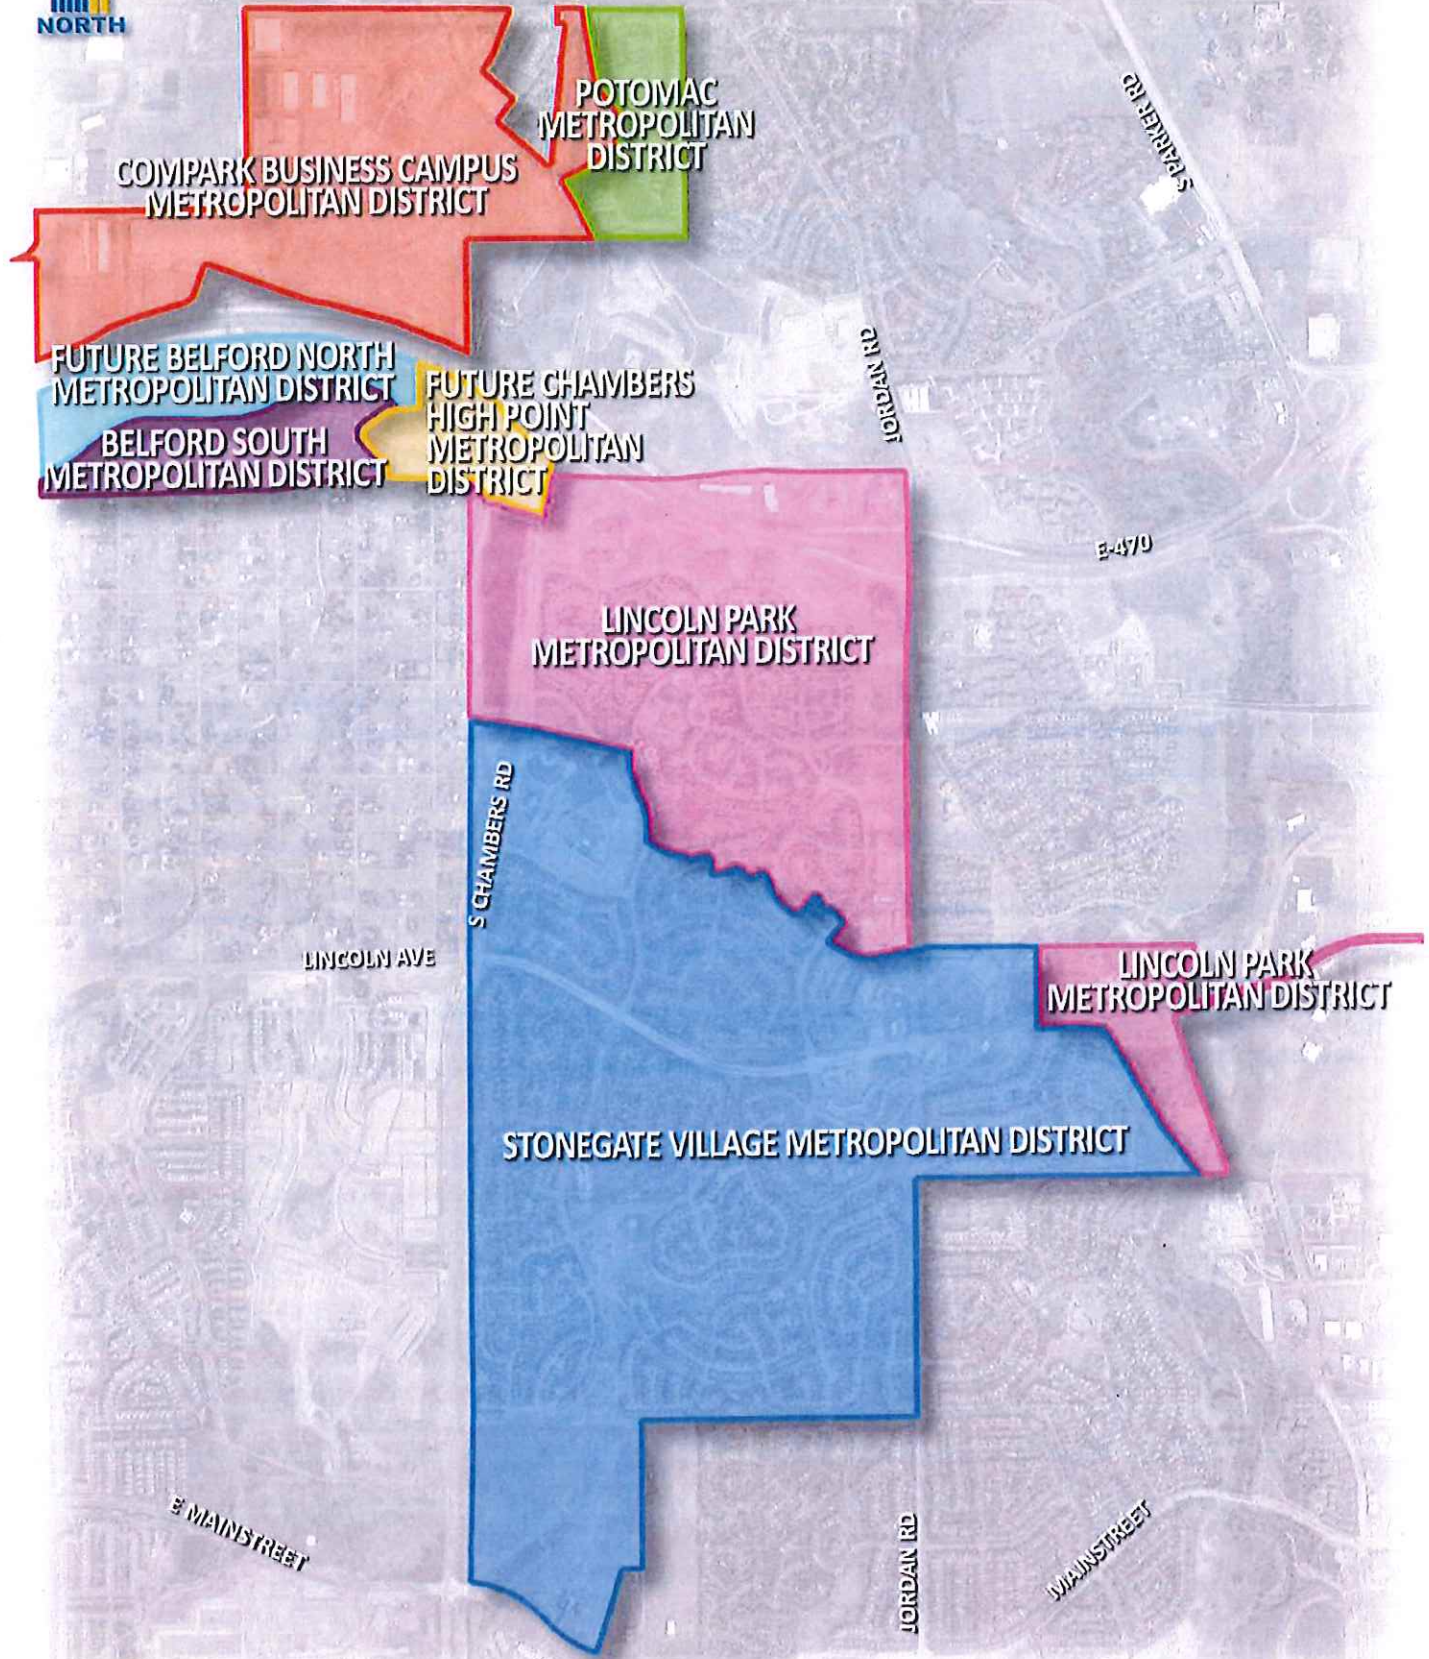 NORTH
POTOMAC
METROPOLITAN
DISTRICT
S PARKER RD
COMPARK BUSINESS CAMPUS
METROPOLITAN DISTRICT
FUTURE BELFORD NORTH
METROPOLITAN DISTRICT
FUTURE CHAMBERS
HIGH POINT
METROPOLITAN
DISTRICT
JORDAN RD
BELFORD SOUTH
METROPOLITAN DISTRICT
E-470
LINCOLN PARK
METROPOLITAN DISTRICT
S CHAMBERS RD
LINCOLN AVE
LINCOLN PARK
METROPOLITAN DISTRICT
STONEGATE VILLAGE METROPOLITAN DISTRICT
E MAINSTREET
JORDAN RD
MAINSTREET